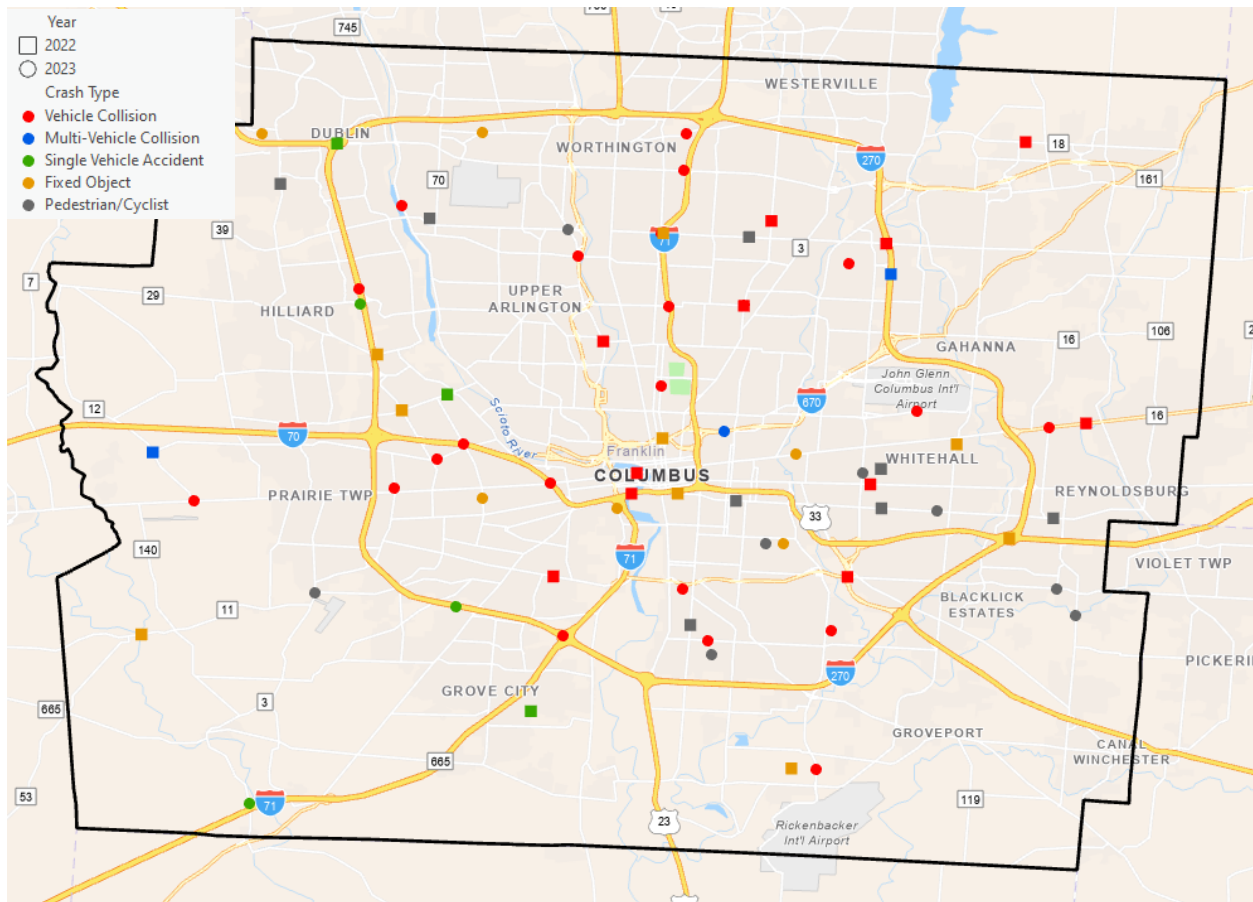 Year
2022
2023
Crash Type
Vehicle Collision
Multi-Vehicle Collision
Single Vehicle Accident
Fixed Object
Pedestrian/Cyclist
745
WESTERVILLE
DUBLIN
WORTHINGTON
18
270
70
161
39
71
3
7
29
UPPER
ARLINGTON
HILLIARD
106
16
GAHANNA
John Glenn
Columbus Int'l
Airport
670
12
Scioto River
16
70
Franklin
COLUMBUS
WHITEHALL
PRAIRIE TWP
REYNOLDSBURG
33
140
71
VIOLET TWP
11
BLACKLICK
ESTATES
PICKERI
270
GROVE CITY
3
665
GROVEPORT
CANAL
WINCHESTER
665
53
71
119
23
Rickenbacker
Int'l Airport